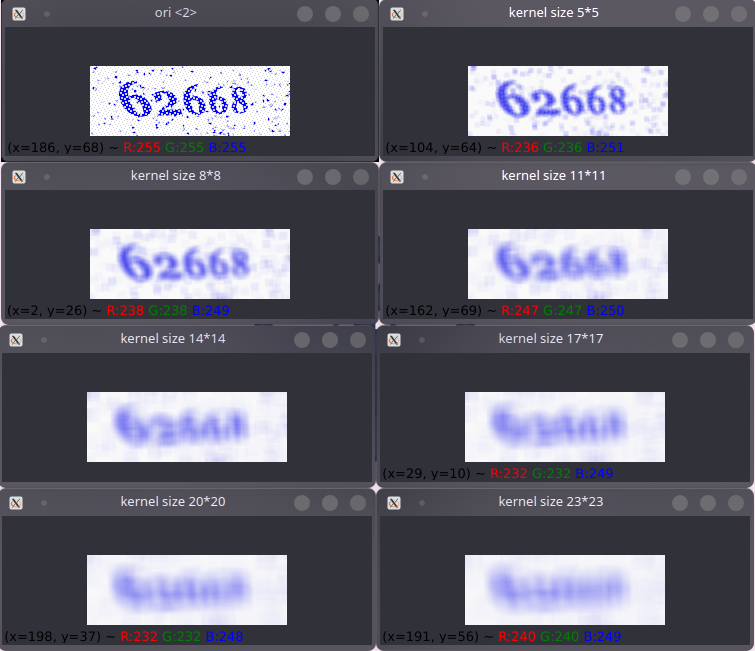 ori <2>
kernel size 5*5
62668
62668
(x=186, y=68) ~ R:255 G:255 B:255
(x=104, y=64) ~ R:236 G:236 B:251
kernel size 8*8
kernel size 11*11
62668
62668
(x=2, y=26) ~ R:238 G:238 B:249
(x=162, y=69) ~ R:247 G:247 B:250
kernel size 14*14
kernel size 17*17
(x=29, y=10) ~ R:232 G:232 B:249
kernel size 20*20
kernel size 23*23
(x=198, y=37) ~ R:232 G:232 B:248
(x=191, y=56) ~ R:240 G:240 B:249